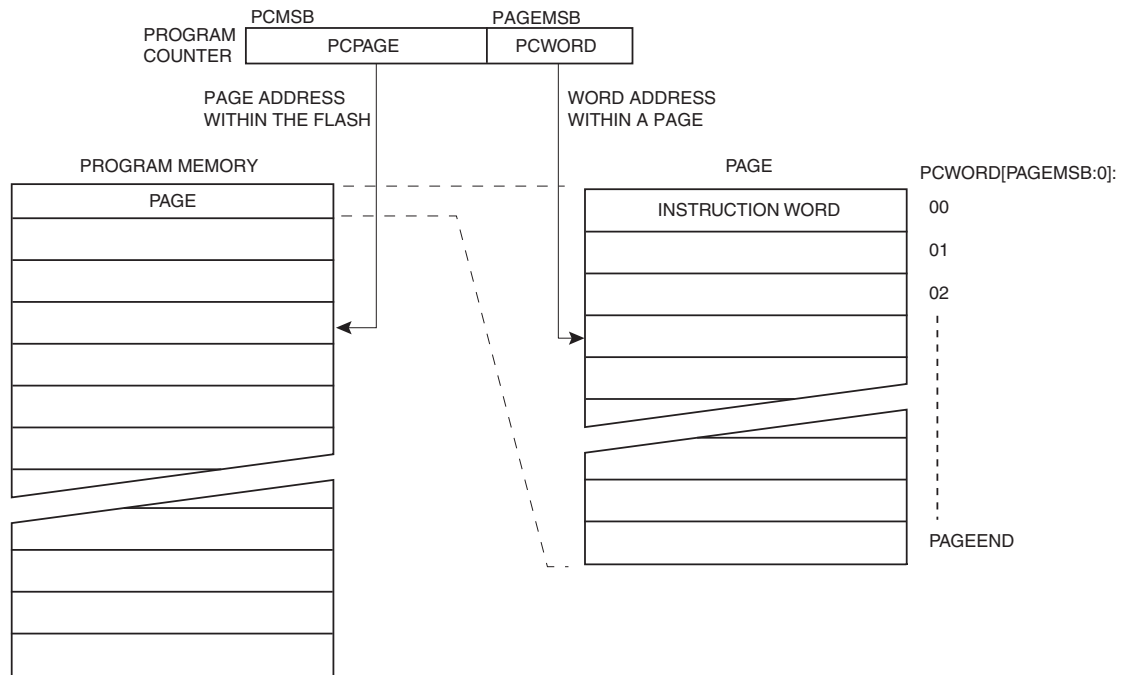 PCMSB
PAGEMSB
PROGRAM
COUNTER
PCPAGE
PCWORD
PAGE ADDRESS
WITHIN THE FLASH
WORD ADDRESS
WITHIN A PAGE
PROGRAM MEMORY
PAGE
PAGE
PCWORD[PAGEMSB:0]:
INSTRUCTION WORD
00
01
02
PAGEEND